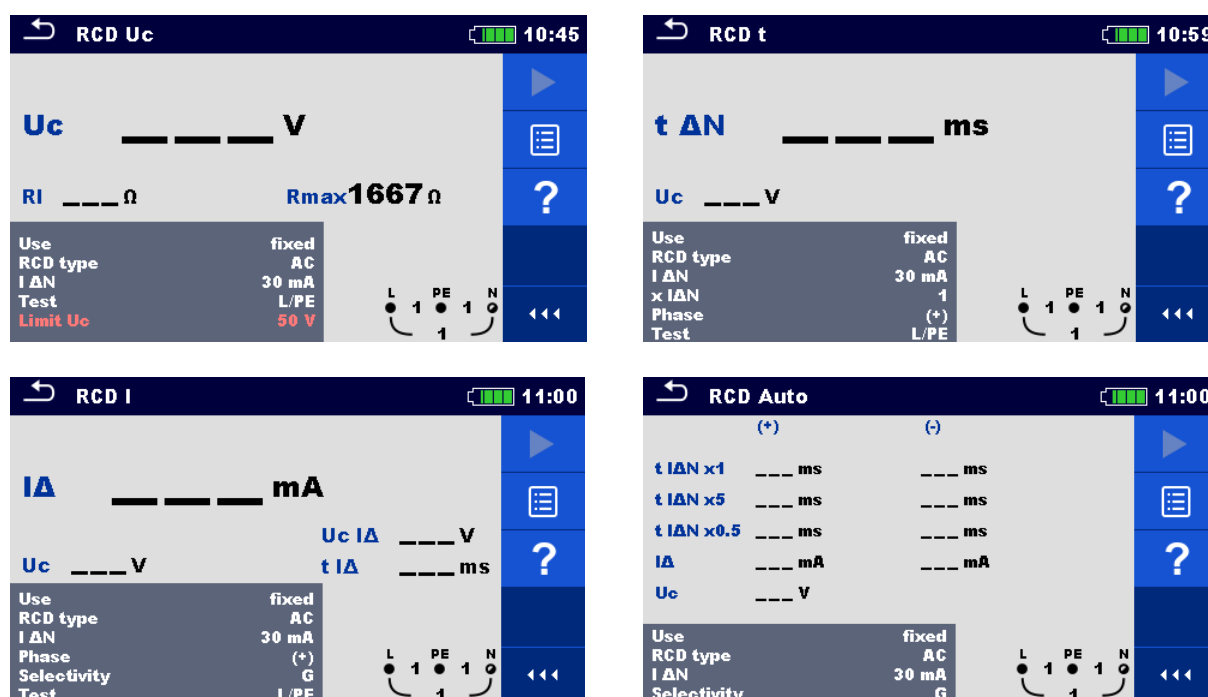 RCD Uc 10:45
Uc ___ V
RI ___ Ω Rmax1667 Ω
?
Use fixed
RCD type AC
I ΔN 30 mA
Test L/PE
Limit Uc 50 V
L PE N
1 1
1
RCD t 10:59
t ΔN ___ ms
Uc ___ V
?
Use fixed
RCD type AC
I ΔN 30 mA
x IΔN 1
Phase (+)
Test L/PE
L PE N
1 1
1
RCD I 11:00
IΔ ___ mA
Uc IΔ ___ V
Uc ___ V t IΔ ___ ms
?
Use fixed
RCD type AC
I ΔN 30 mA
Phase (+)
Selectivity G
Test L/PE
L PE N
1 1
1
RCD Auto 11:00
(+) (-)
t IΔN x1 ___ ms ___ ms
t IΔN x5 ___ ms ___ ms
t IΔN x0.5 ___ ms ___ ms
IΔ ___ mA ___ mA
Uc ___ V
?
Use fixed
RCD type AC
I ΔN 30 mA
Selectivity G
L PE N
1 1
1